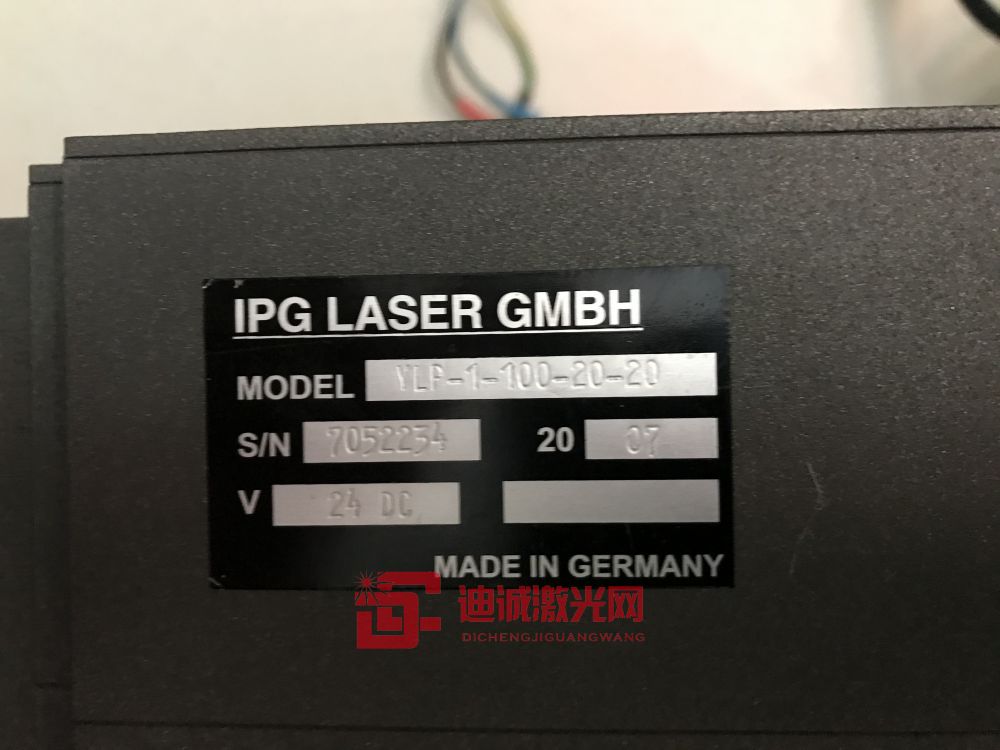 IPG LASER GMBH
MODEL YLP-1-100-20-20
S/N 7052234 20 07
V 24 DC
MADE IN GERMANY
迪诚激光网
DICHENGJIGUANGWANG